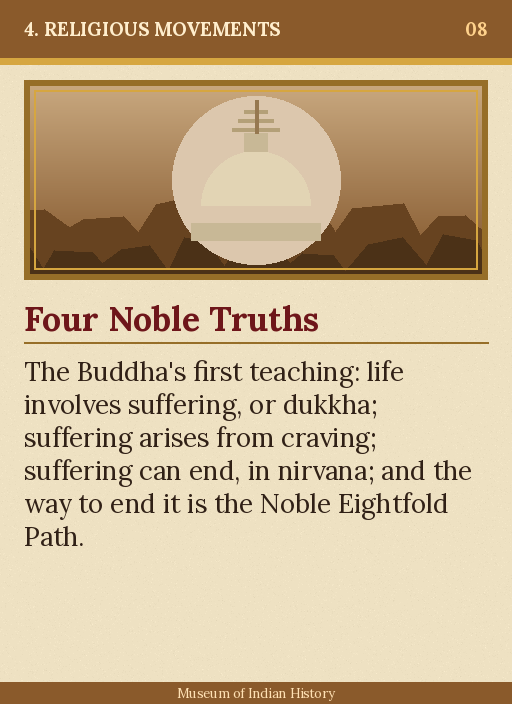 4. RELIGIOUS MOVEMENTS 08
Four Noble Truths
The Buddha's first teaching: life
involves suffering, or dukkha;
suffering arises from craving;
suffering can end, in nirvana; and the
way to end it is the Noble Eightfold
Path.
Museum of Indian History